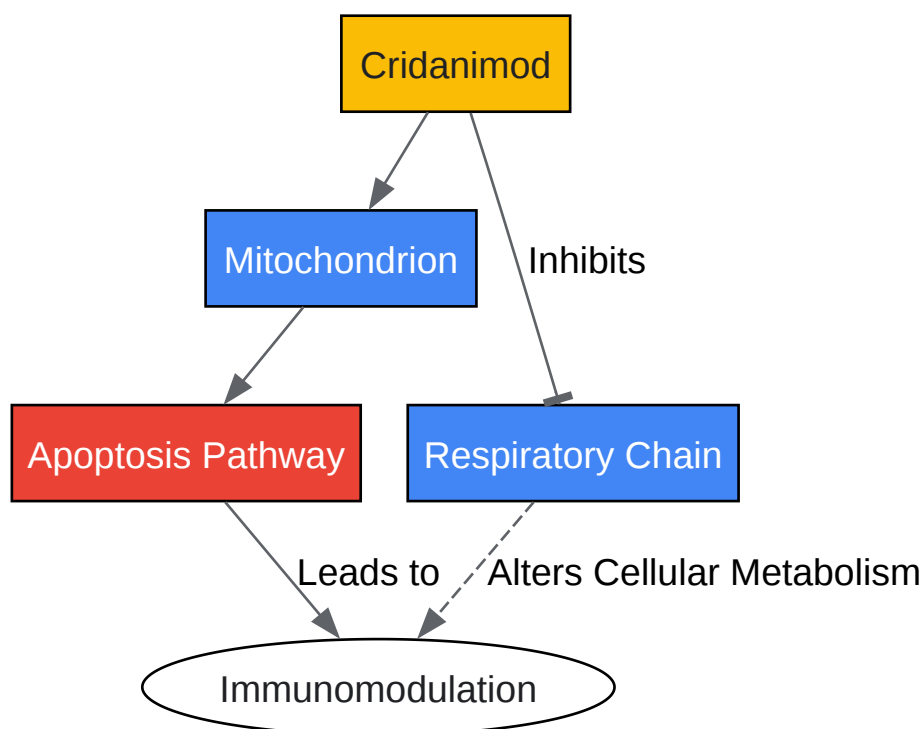 Cridanimod
Mitochondrion
Inhibits
Apoptosis Pathway
Respiratory Chain
Leads to
Alters Cellular Metabolism
Immunomodulation